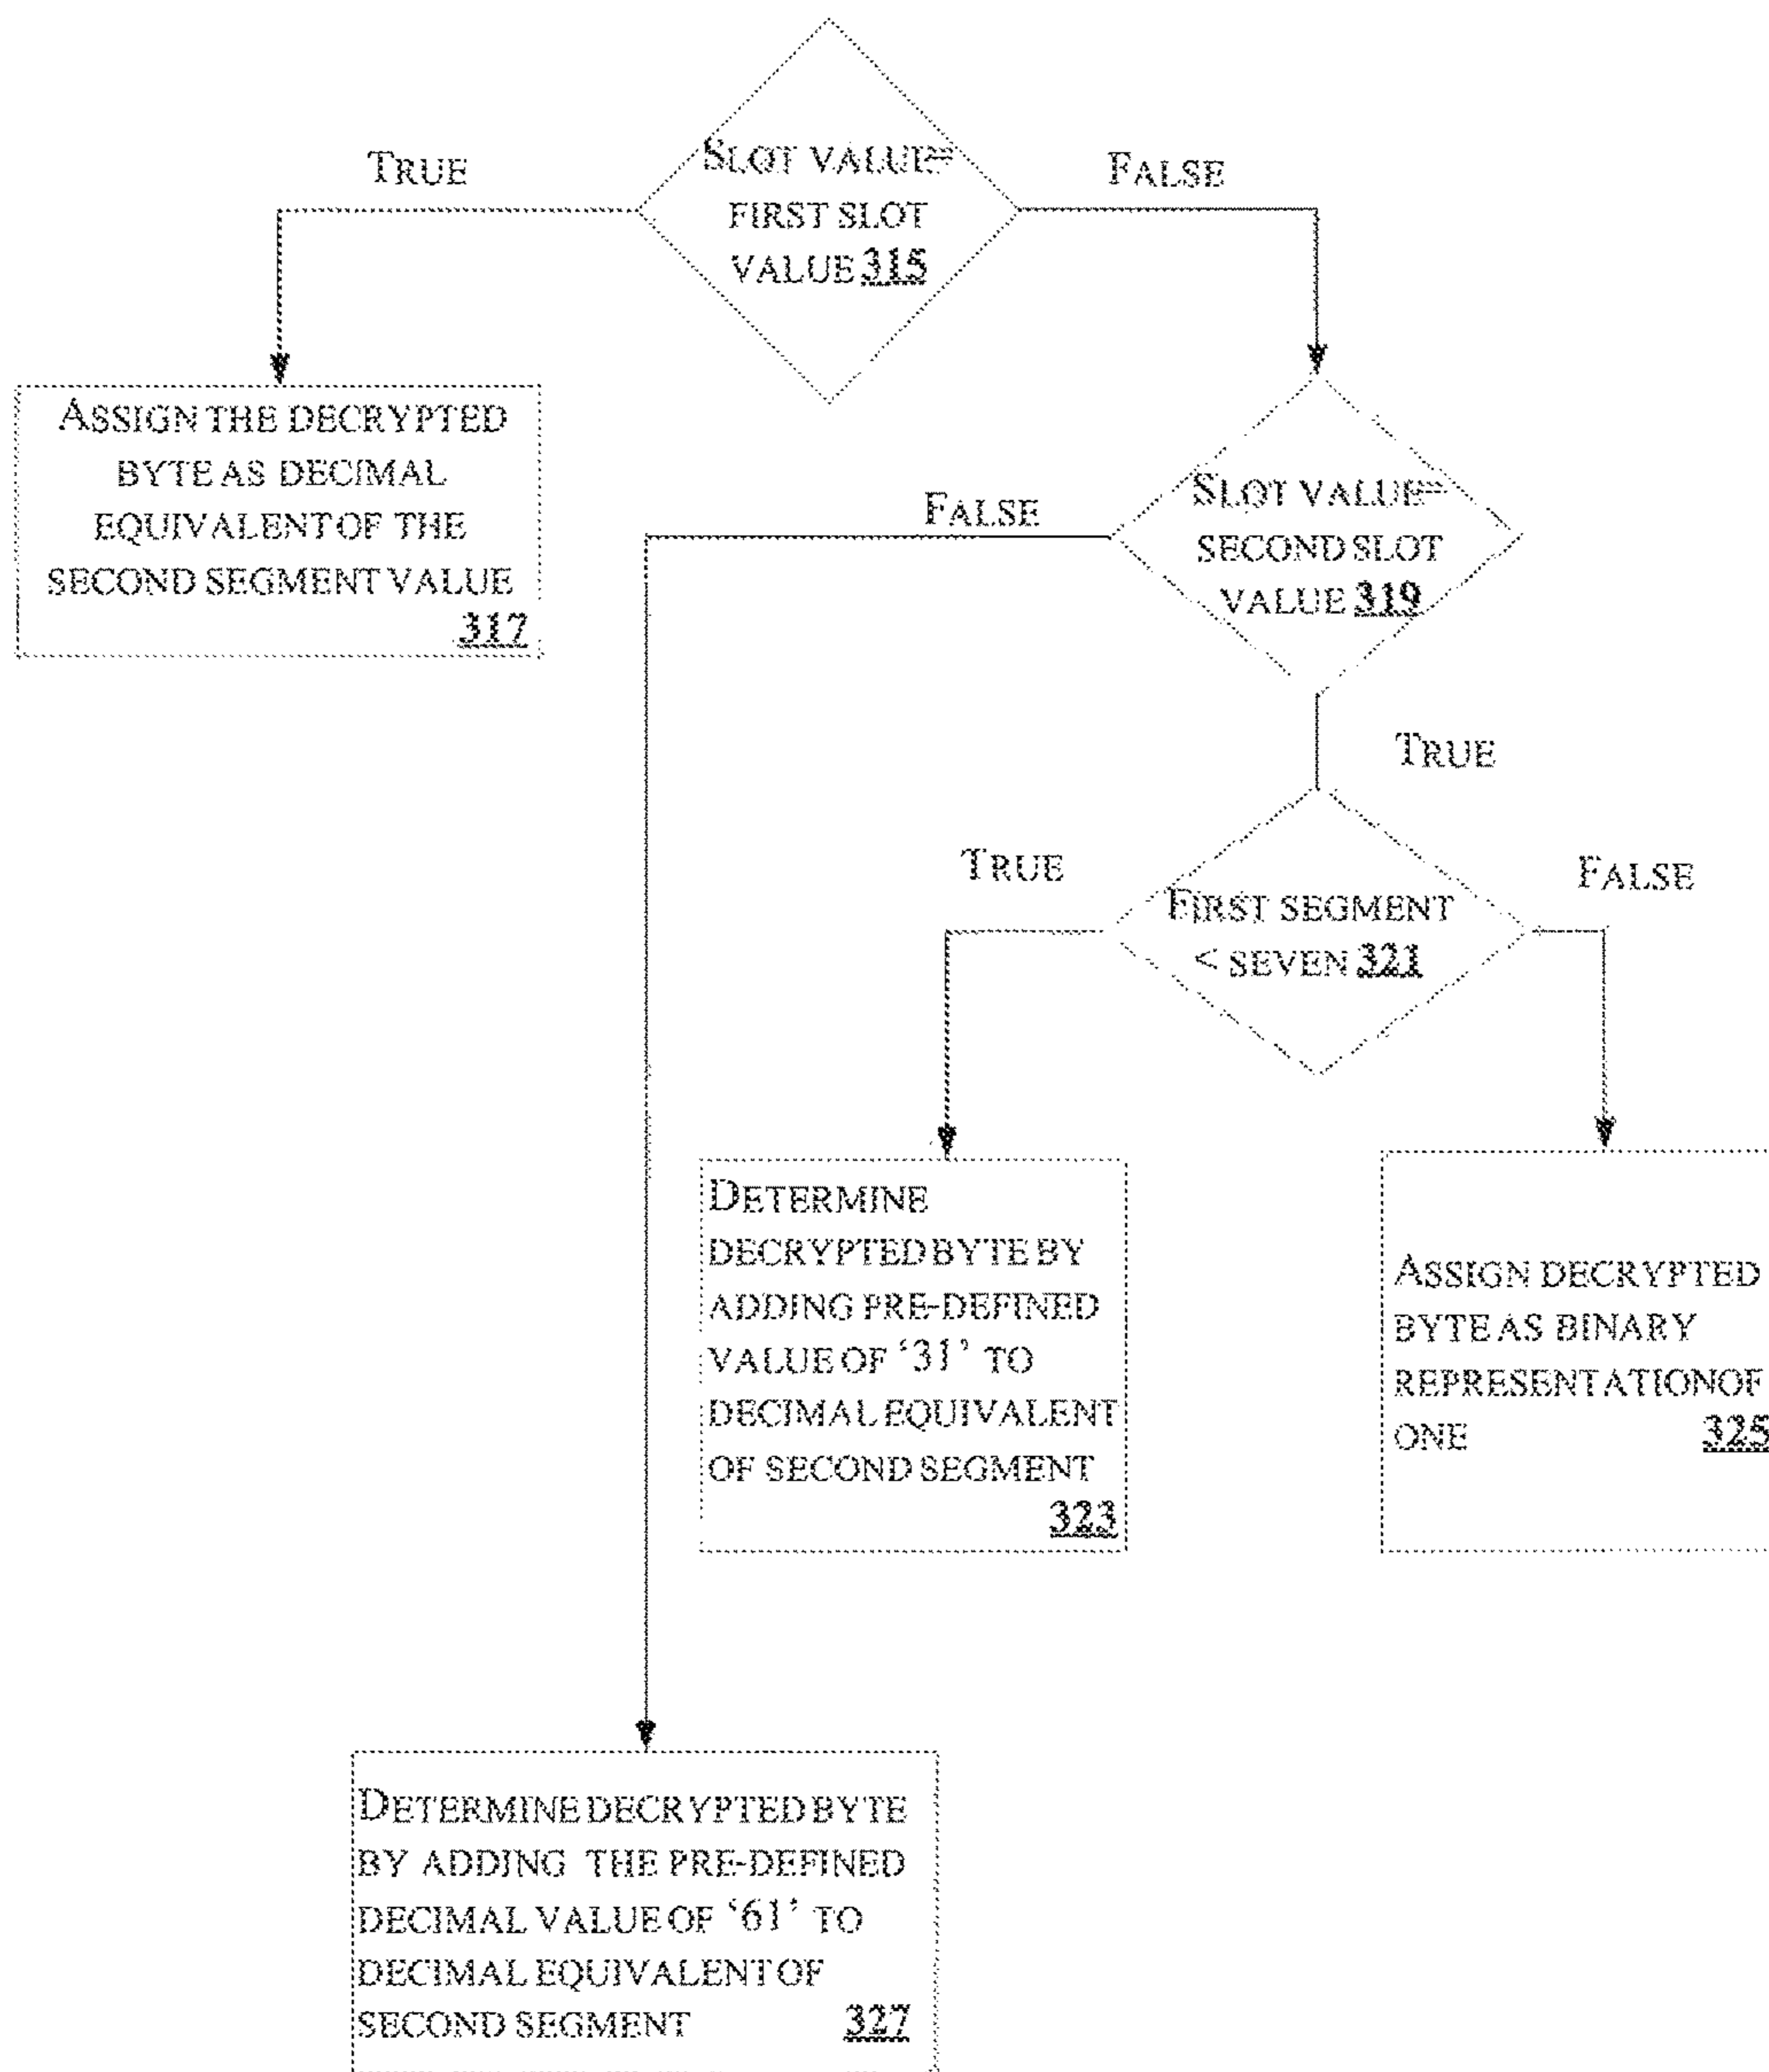 TRUE
SLOT VALUE=
FIRST SLOT
VALUE 315
FALSE
ASSIGN THE DECRYPTED
BYTE AS DECIMAL
EQUIVALENT OF THE
SECOND SEGMENT VALUE
317
FALSE
SLOT VALUE=
SECOND SLOT
VALUE 319
TRUE
TRUE
FIRST SEGMENT
< SEVEN 321
FALSE
DETERMINE
DECRYPTED BYTE BY
ADDING PRE-DEFINED
VALUE OF ‘31’ TO
DECIMAL EQUIVALENT
OF SECOND SEGMENT
323
ASSIGN DECRYPTED
BYTE AS BINARY
REPRESENTATION OF
ONE 325
DETERMINE DECRYPTED BYTE
BY ADDING THE PRE-DEFINED
DECIMAL VALUE OF ‘61’ TO
DECIMAL EQUIVALENT OF
SECOND SEGMENT 327